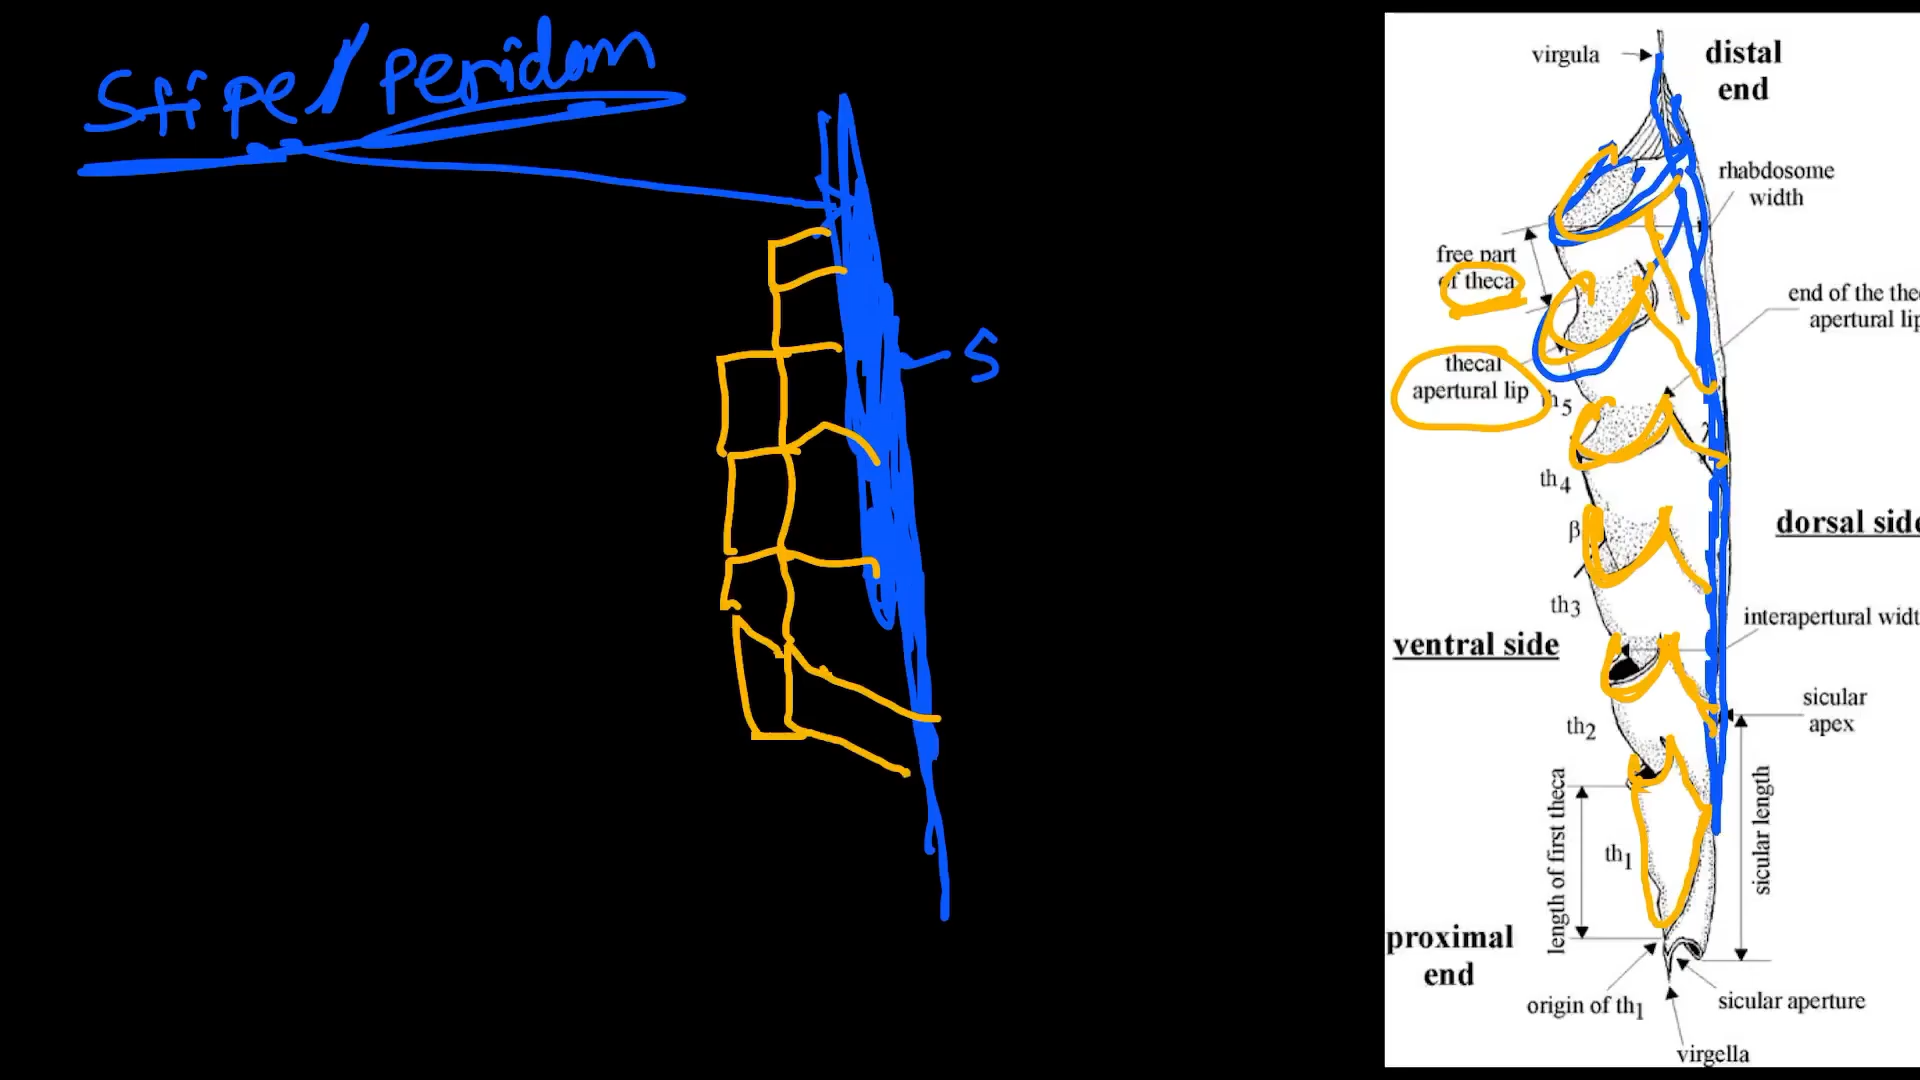 Stipe/Peridom
S
virgula
distal
end
rhabdosome
width
free part
of theca
end of the the
apertural lip
thecal
apertural lip
th5
th4
β
dorsal side
th3
interapertural widt
ventral side
sicular
apex
th2
length of first theca
sicular length
th1
proximal
end
origin of th1
sicular aperture
virgella